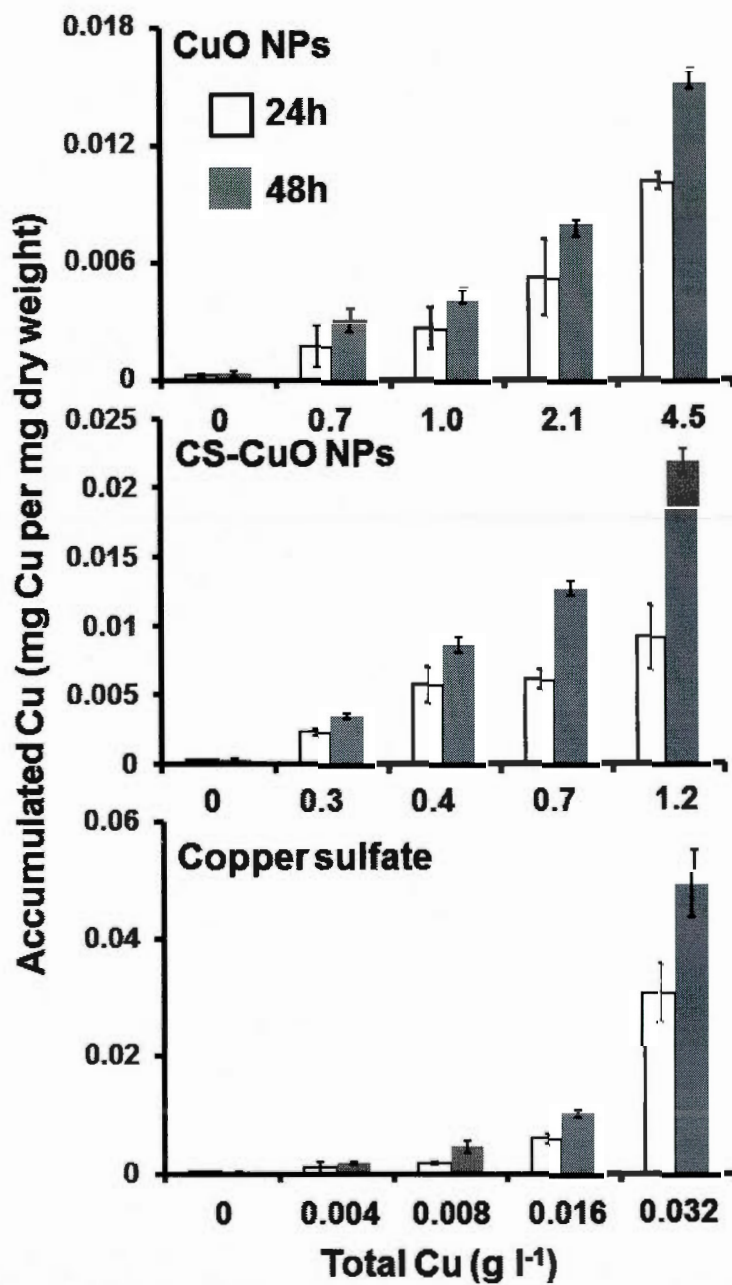 Accumulated Cu (mg Cu per mg dry weight)
CuO NPs
24h
48h
0.018
0.012
0.006
0
0 0.7 1.0 2.1 4.5
CS-CuO NPs
0.025
0.02
0.015
0.01
0.005
0
0 0.3 0.4 0.7 1.2
Copper sulfate
0.06
0.04
0.02
0
0 0.004 0.008 0.016 0.032
Total Cu (g l⁻¹)